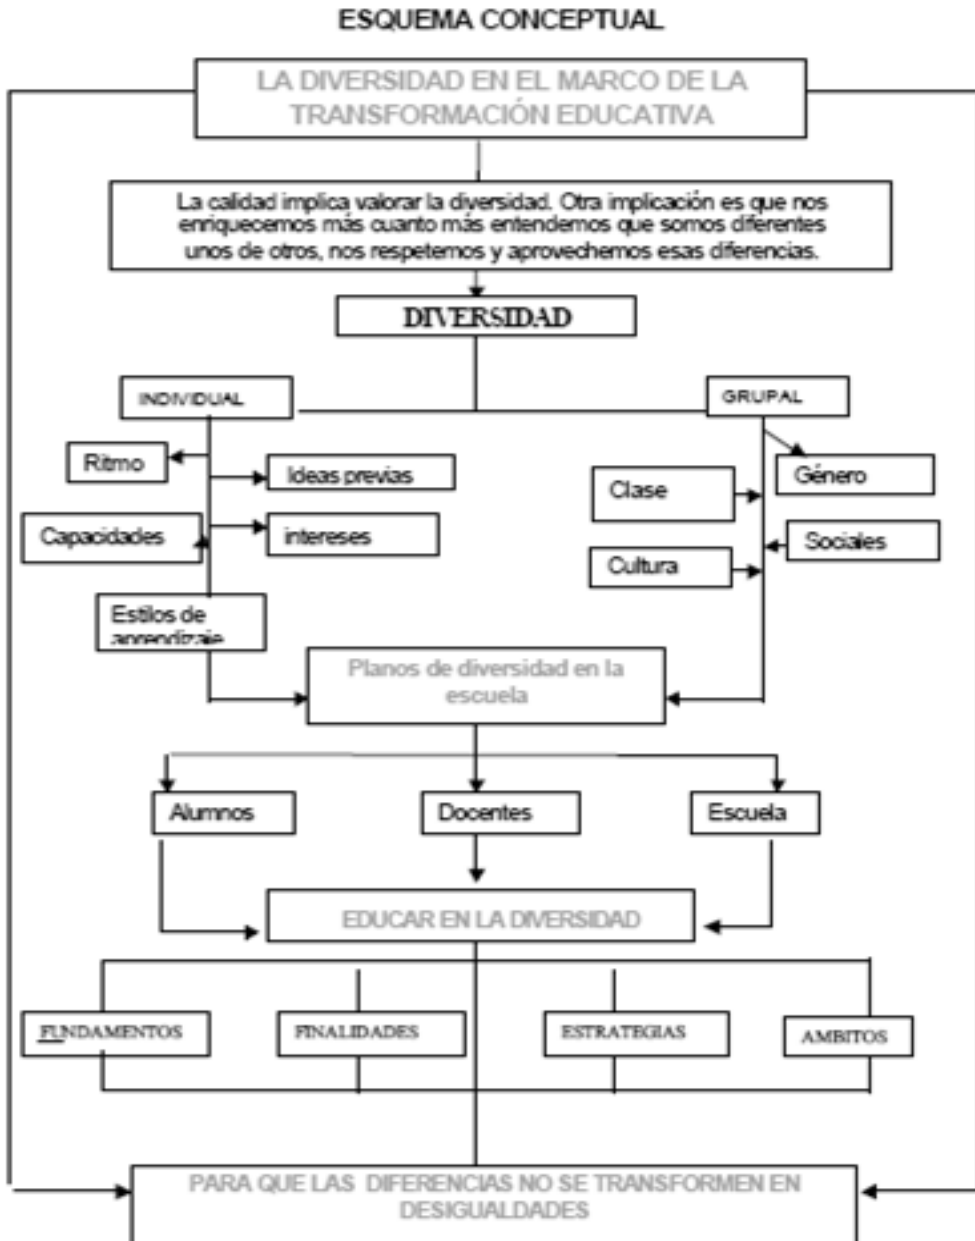 ESQUEMA CONCEPTUAL
LA DIVERSIDAD EN EL MARCO DE LA
TRANSFORMACIÓN EDUCATIVA
La calidad implica valorar la diversidad. Otra implicación es que nos
enriquecemos más cuanto más entendemos que somos diferentes
unos de otros, nos respetemos y aprovechemos esas diferencias.
DIVERSIDAD
INDIVIDUAL
GRUPAL
Ritmo
Ideas previas
Clase
Género
Capacidades
intereses
Sociales
Cultura
Estilos de
aprendizaje
Planos de diversidad en la
escuela
Alumnos
Docentes
Escuela
EDUCAR EN LA DIVERSIDAD
FUNDAMENTOS
FINALIDADES
ESTRATEGIAS
AMBITOS
PARA QUE LAS DIFERENCIAS NO SE TRANSFORMEN EN
DESIGUALDADES